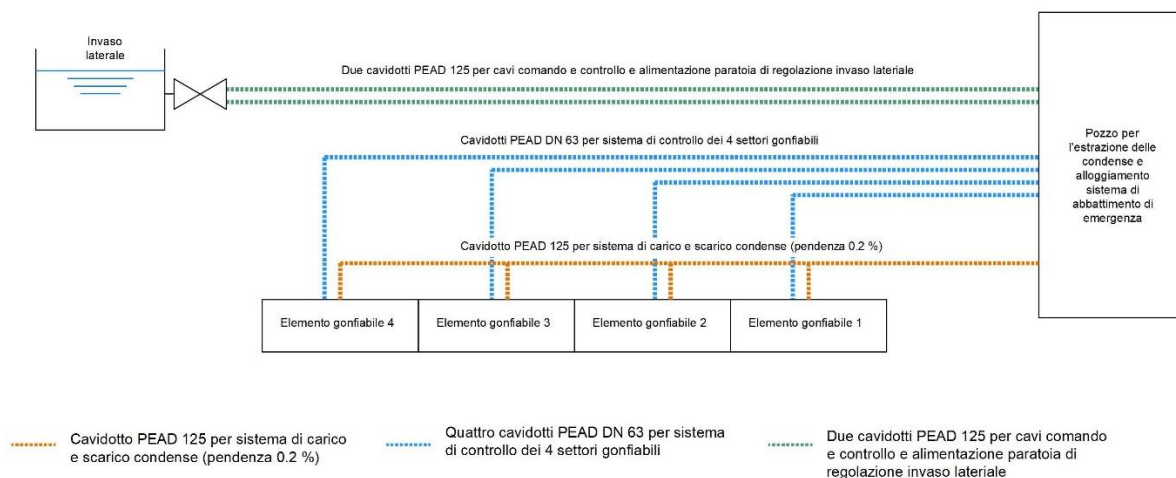 Invaso
laterale
Due cavidotti PEAD 125 per cavi comando e controllo e alimentazione paratoia di regolazione invaso lateriale
Cavidotti PEAD DN 63 per sistema di controllo dei 4 settori gonfiabili
Pozzo per
l'estrazione delle
condense e
alloggiamento
sistema di
abbattimento di
emergenza
Cavidotto PEAD 125 per sistema di carico e scarico condense (pendenza 0.2 %)
Elemento gonfiabile 4
Elemento gonfiabile 3
Elemento gonfiabile 2
Elemento gonfiabile 1
Cavidotto PEAD 125 per sistema di carico
e scarico condense (pendenza 0.2 %)
Quattro cavidotti PEAD DN 63 per sistema
di controllo dei 4 settori gonfiabili
Due cavidotti PEAD 125 per cavi comando
e controllo e alimentazione paratoia di
regolazione invaso lateriale